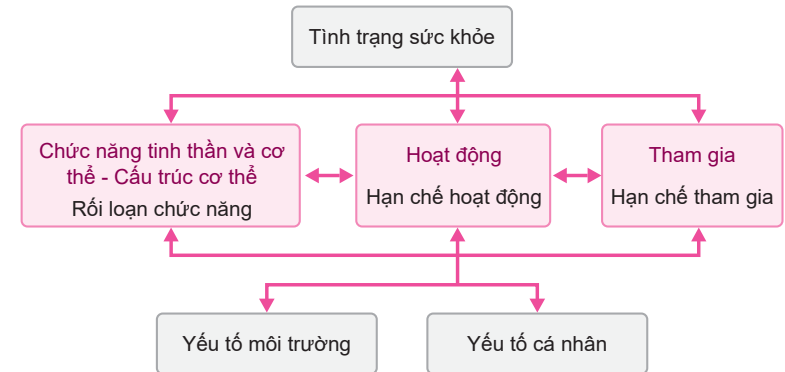 Tình trạng sức khỏe
Chức năng tinh thần và cơ
thể - Cấu trúc cơ thể
Rối loạn chức năng
Hoạt động
Hạn chế hoạt động
Tham gia
Hạn chế tham gia
Yếu tố môi trường
Yếu tố cá nhân